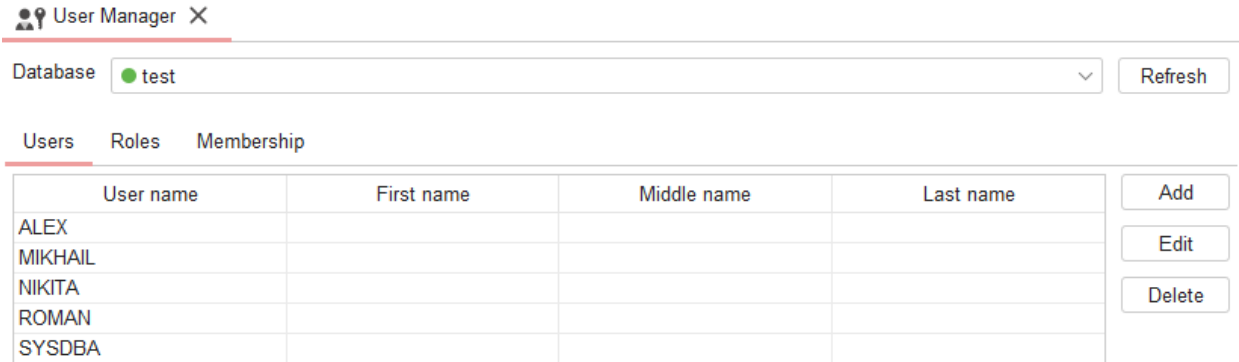 User Manager
Database test Refresh
Users Roles Membership
User name First name Middle name Last name Add
ALEX
MIKHAIL Edit
NIKITA Delete
ROMAN
SYSDBA